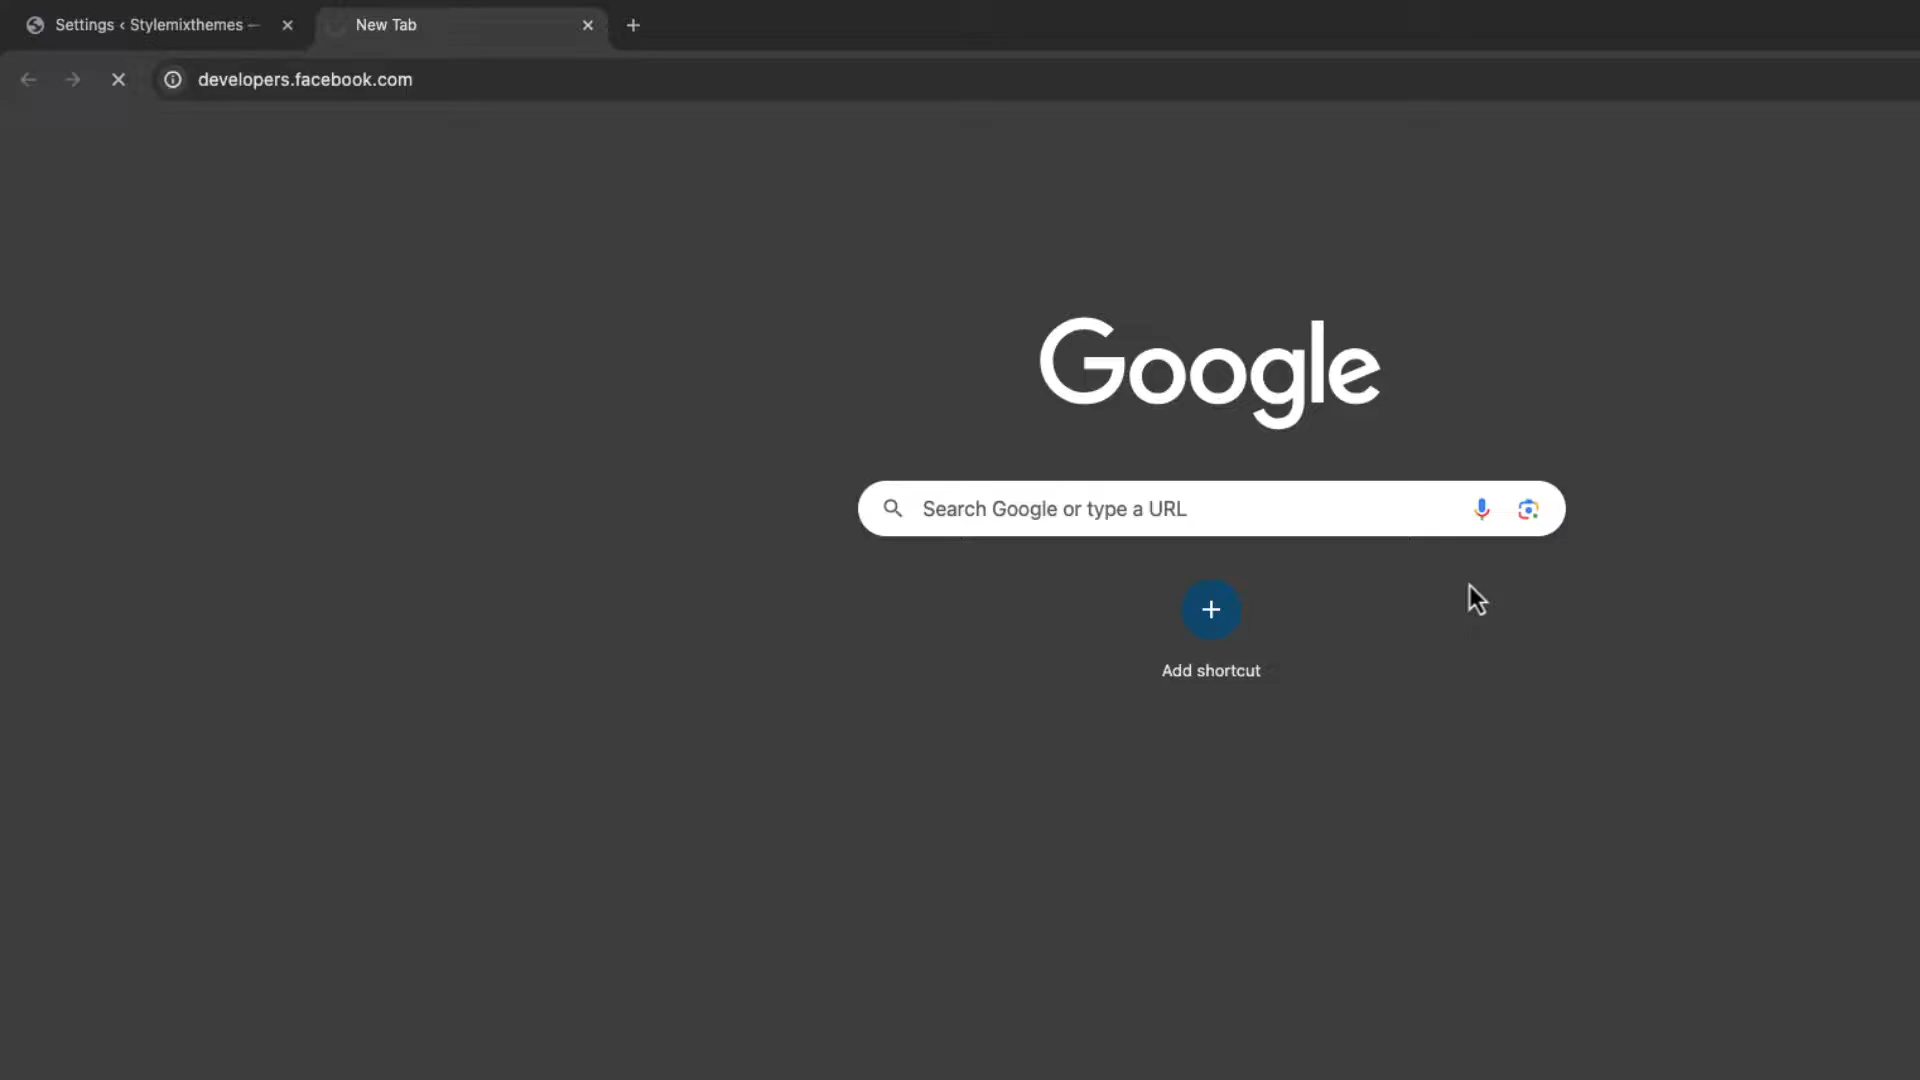 Settings ‹ Stylemixthemes —
New Tab
developers.facebook.com
Google
Search Google or type a URL
Add shortcut